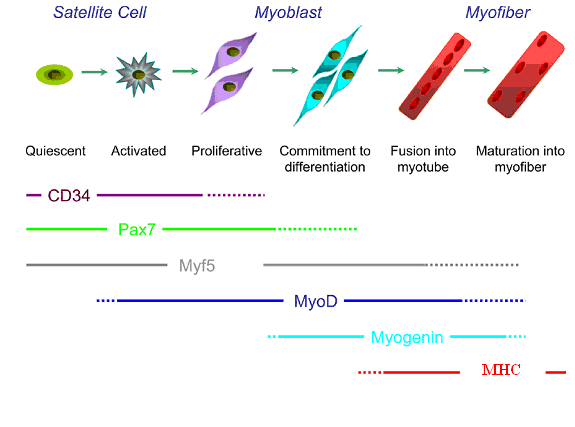 Satellite Cell Myoblast Myofiber
Quiescent Activated Proliferative Commitment to differentiation Fusion into myotube Maturation into myofiber
CD34
Pax7
Myf5
MyoD
Myogenin
MHC